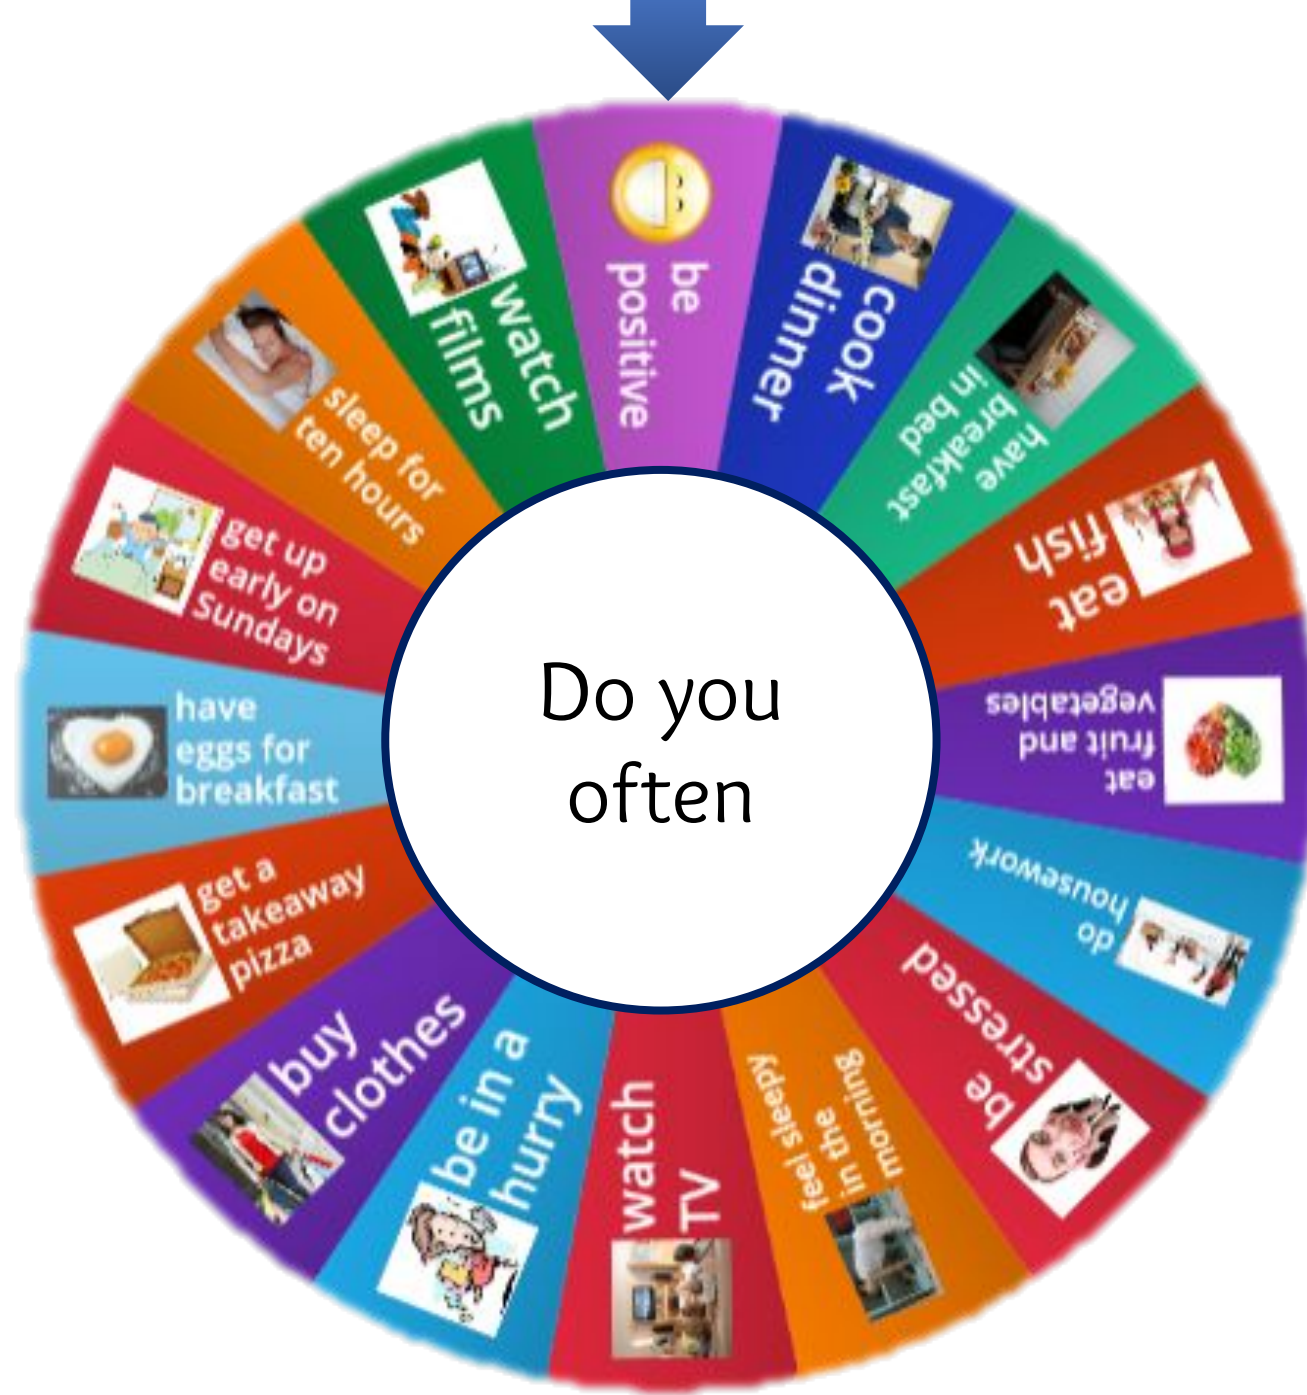 be
positive
cook
dinner
have
breakfast
in bed
eat
fish
eat
fruit and
vegetables
do
housework
be
stressed
feel sleepy
in the
morning
watch
TV
be in a
hurry
buy
clothes
get a
takeaway
pizza
have
eggs for
breakfast
get up
early on
Sundays
sleep for
ten hours
watch
films
Do you
often